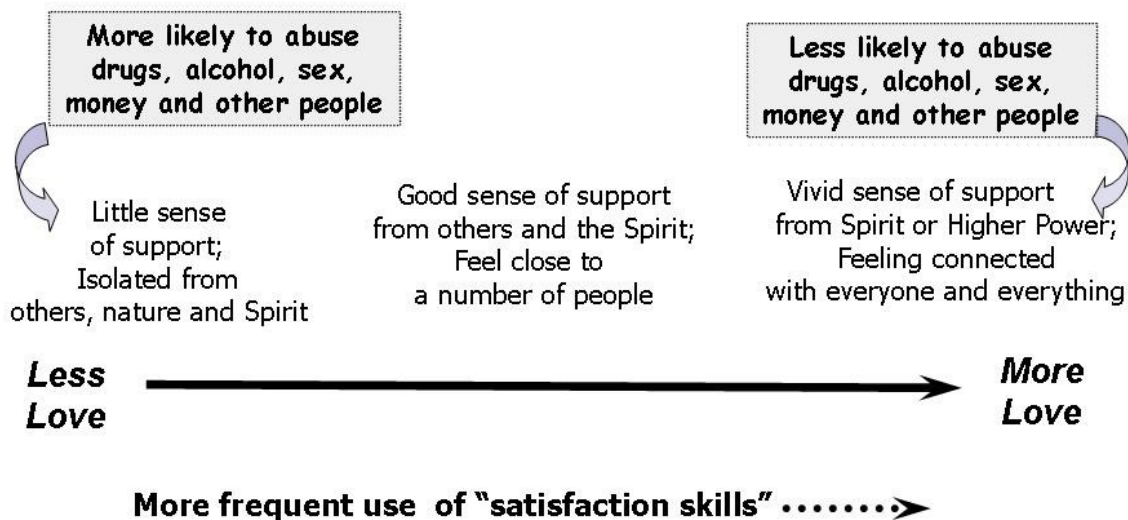 More likely to abuse
drugs, alcohol, sex,
money and other people
Less likely to abuse
drugs, alcohol, sex,
money and other people
Little sense
of support;
Isolated from
others, nature and Spirit
Good sense of support
from others and the Spirit;
Feel close to
a number of people
Vivid sense of support
from Spirit or Higher Power;
Feeling connected
with everyone and everything
Less
Love
More
Love
More frequent use of “satisfaction skills”